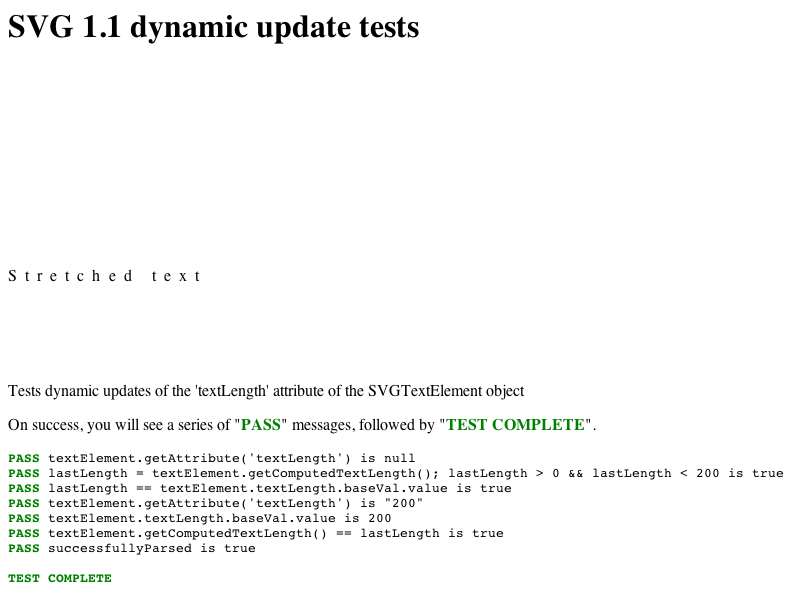 SVG 1.1 dynamic update tests
Stretched text
Tests dynamic updates of the 'textLength' attribute of the SVGTextElement object
On success, you will see a series of "PASS" messages, followed by "TEST COMPLETE".
PASS textElement.getAttribute('textLength') is null
PASS lastLength = textElement.getComputedTextLength(); lastLength > 0 && lastLength < 200 is true
PASS lastLength == textElement.textLength.baseVal.value is true
PASS textElement.getAttribute('textLength') is "200"
PASS textElement.textLength.baseVal.value is 200
PASS textElement.getComputedTextLength() == lastLength is true
PASS successfullyParsed is true
TEST COMPLETE